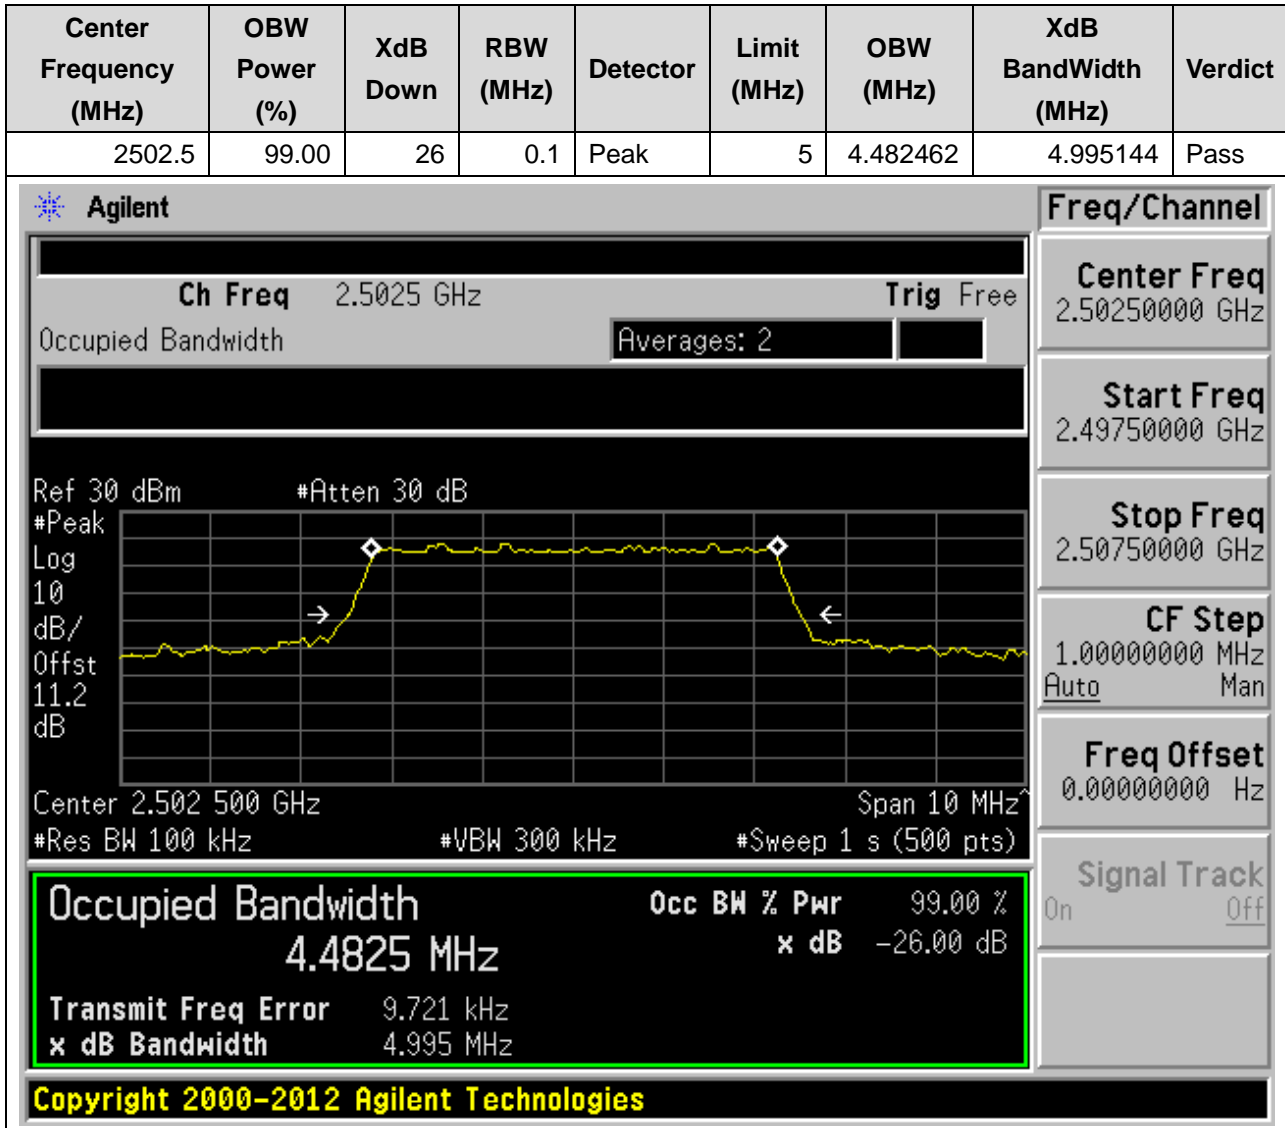 Center Frequency (MHz) OBW Power (%) XdB Down RBW (MHz) Detector Limit (MHz) OBW (MHz) XdB BandWidth (MHz) Verdict
2502.5 99.00 26 0.1 Peak 5 4.482462 4.995144 Pass
Agilent
Freq/Channel
Ch Freq 2.5025 GHz Trig Free
Occupied Bandwidth Averages: 2
Center Freq
2.50250000 GHz
Start Freq
2.49750000 GHz
Stop Freq
2.50750000 GHz
CF Step
1.00000000 MHz
Auto Man
Freq Offset
0.00000000 Hz
Signal Track
On Off
Ref 30 dBm #Atten 30 dB
#Peak
Log
10
dB/
Offst
11.2
dB
Center 2.502 500 GHz Span 10 MHz^
#Res BW 100 kHz #VBW 300 kHz #Sweep 1 s (500 pts)
Occupied Bandwidth Occ BW % Pwr 99.00 %
4.4825 MHz x dB -26.00 dB
Transmit Freq Error 9.721 kHz
x dB Bandwidth 4.995 MHz
Copyright 2000-2012 Agilent Technologies